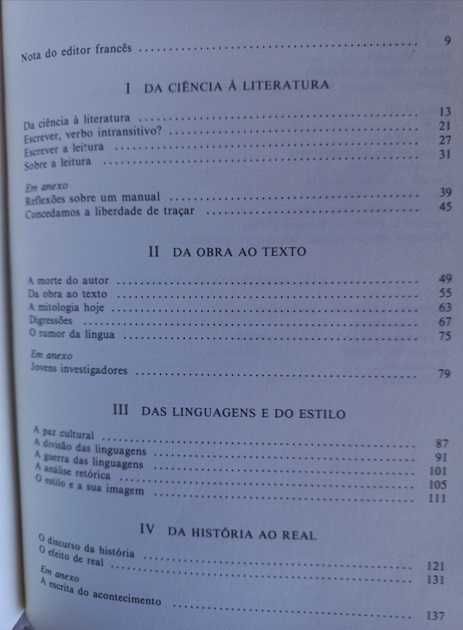 Nota do editor francês ........ 9
I DA CIÊNCIA À LITERATURA
Da ciência à literatura ........ 13
Escrever, verbo intransitivo? ........ 21
Escrever a leitura ........ 27
Sobre a leitura ........ 31
Em anexo
Reflexões sobre um manual ........ 39
Concedamos a liberdade de traçar ........ 45
II DA OBRA AO TEXTO
A morte do autor ........ 49
Da obra ao texto ........ 55
A mitologia hoje ........ 63
Digressões ........ 67
O rumor da língua ........ 75
Em anexo
Jovens investigadores ........ 79
III DAS LINGUAGENS E DO ESTILO
A paz cultural ........ 87
A divisão das linguagens ........ 91
A guerra das linguagens ........ 101
A análise retórica ........ 105
O estilo e a sua imagem ........ 111
IV DA HISTÓRIA AO REAL
O discurso da história ........ 121
O efeito de real ........ 131
Em anexo
A escrita do acontecimento ........ 137